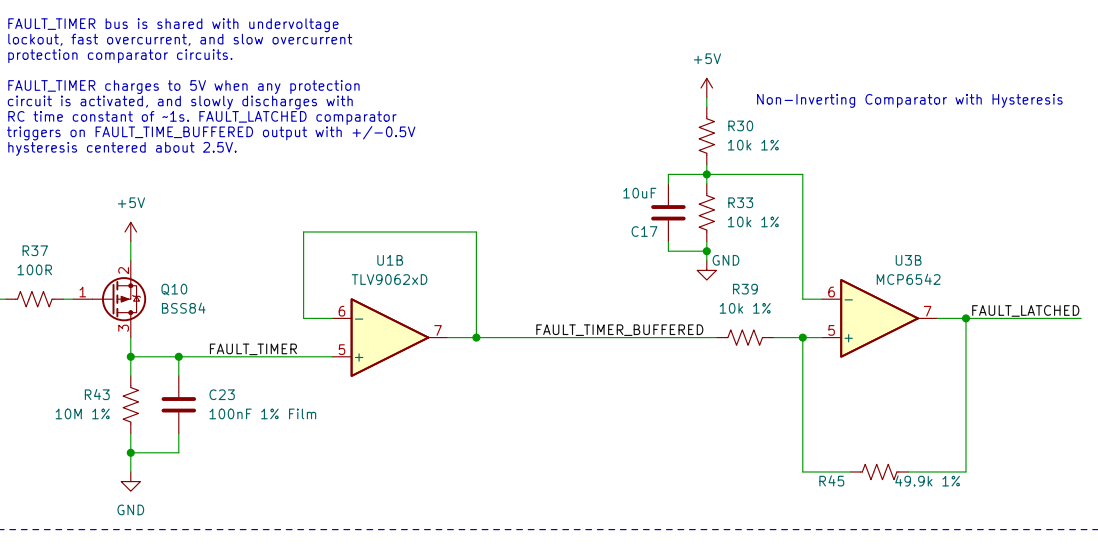 FAULT_TIMER bus is shared with undervoltage
lockout, fast overcurrent, and slow overcurrent
protection comparator circuits.
FAULT_TIMER charges to 5V when any protection
circuit is activated, and slowly discharges with
RC time constant of ~1s. FAULT_LATCHED comparator
triggers on FAULT_TIME_BUFFERED output with +/-0.5V
hysteresis centered about 2.5V.
+5V
Non-Inverting Comparator with Hysteresis
R30
10k 1%
10uF
C17
R33
10k 1%
GND
+5V
R37
100R
1
2
3
Q10
BSS84
U1B
TLV9062xD
6
5
7
-
+
FAULT_TIMER
FAULT_TIMER_BUFFERED
R39
10k 1%
U3B
MCP6542
6
5
7
-
+
FAULT_LATCHED
R43
10M 1%
C23
100nF 1% Film
R45
49.9k 1%
GND